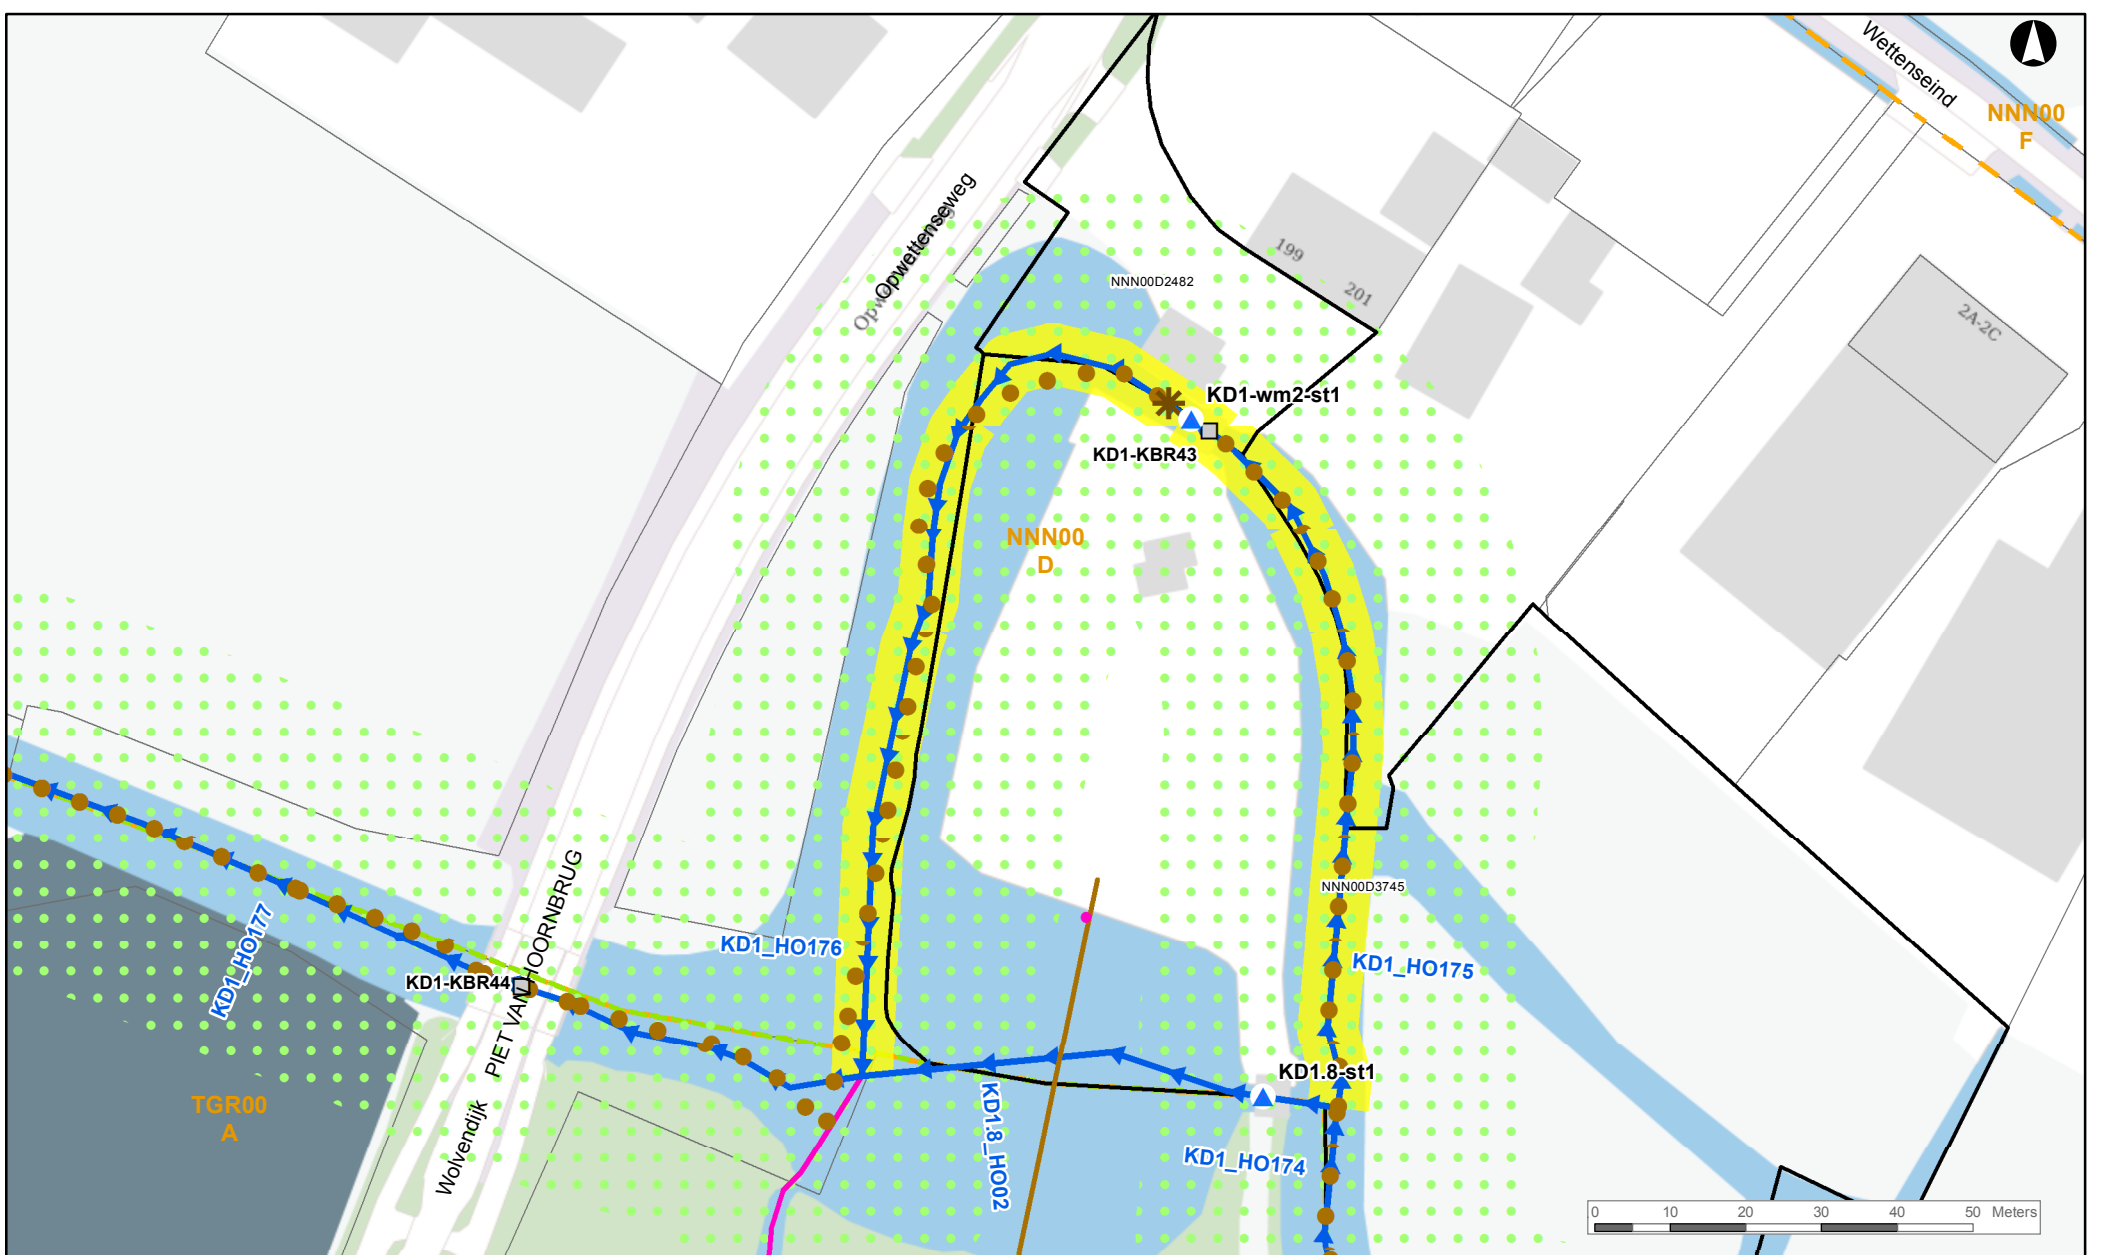 Wettenseind
NNN00
F
Opwettenseweg
NNN00D2482
199
201
2A-2C
KD1-wm2-st1
KD1-KBR43
NNN00
D
PIET VAN HOORNBRUG
NNN00D3745
KD1_HO177
KD1_HO176
KD1_HO175
KD1-KBR44
KD1.8-st1
TGR00
A
Wolvendijk
KD1.8_HO02
KD1_HO174
0 10 20 30 40 50 Meters